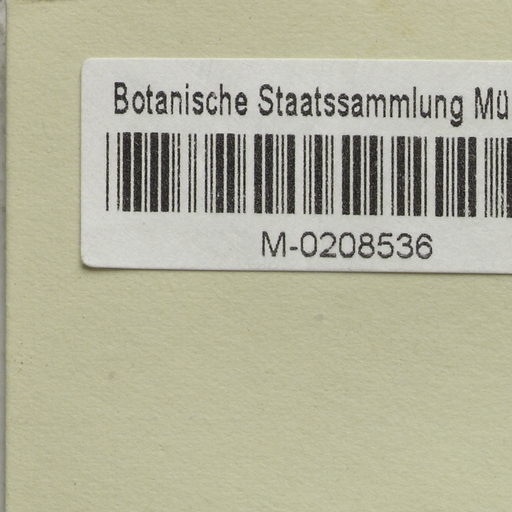 Botanische Staatssammlung Mü
M-0208536